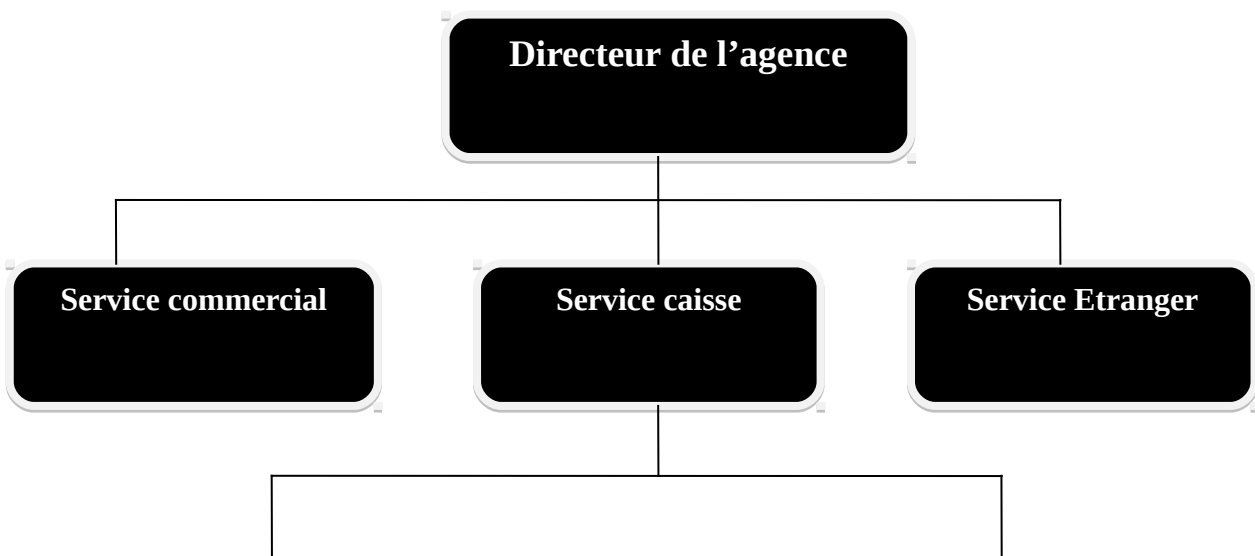 Directeur de l’agence
Service commercial
Service caisse
Service Etranger